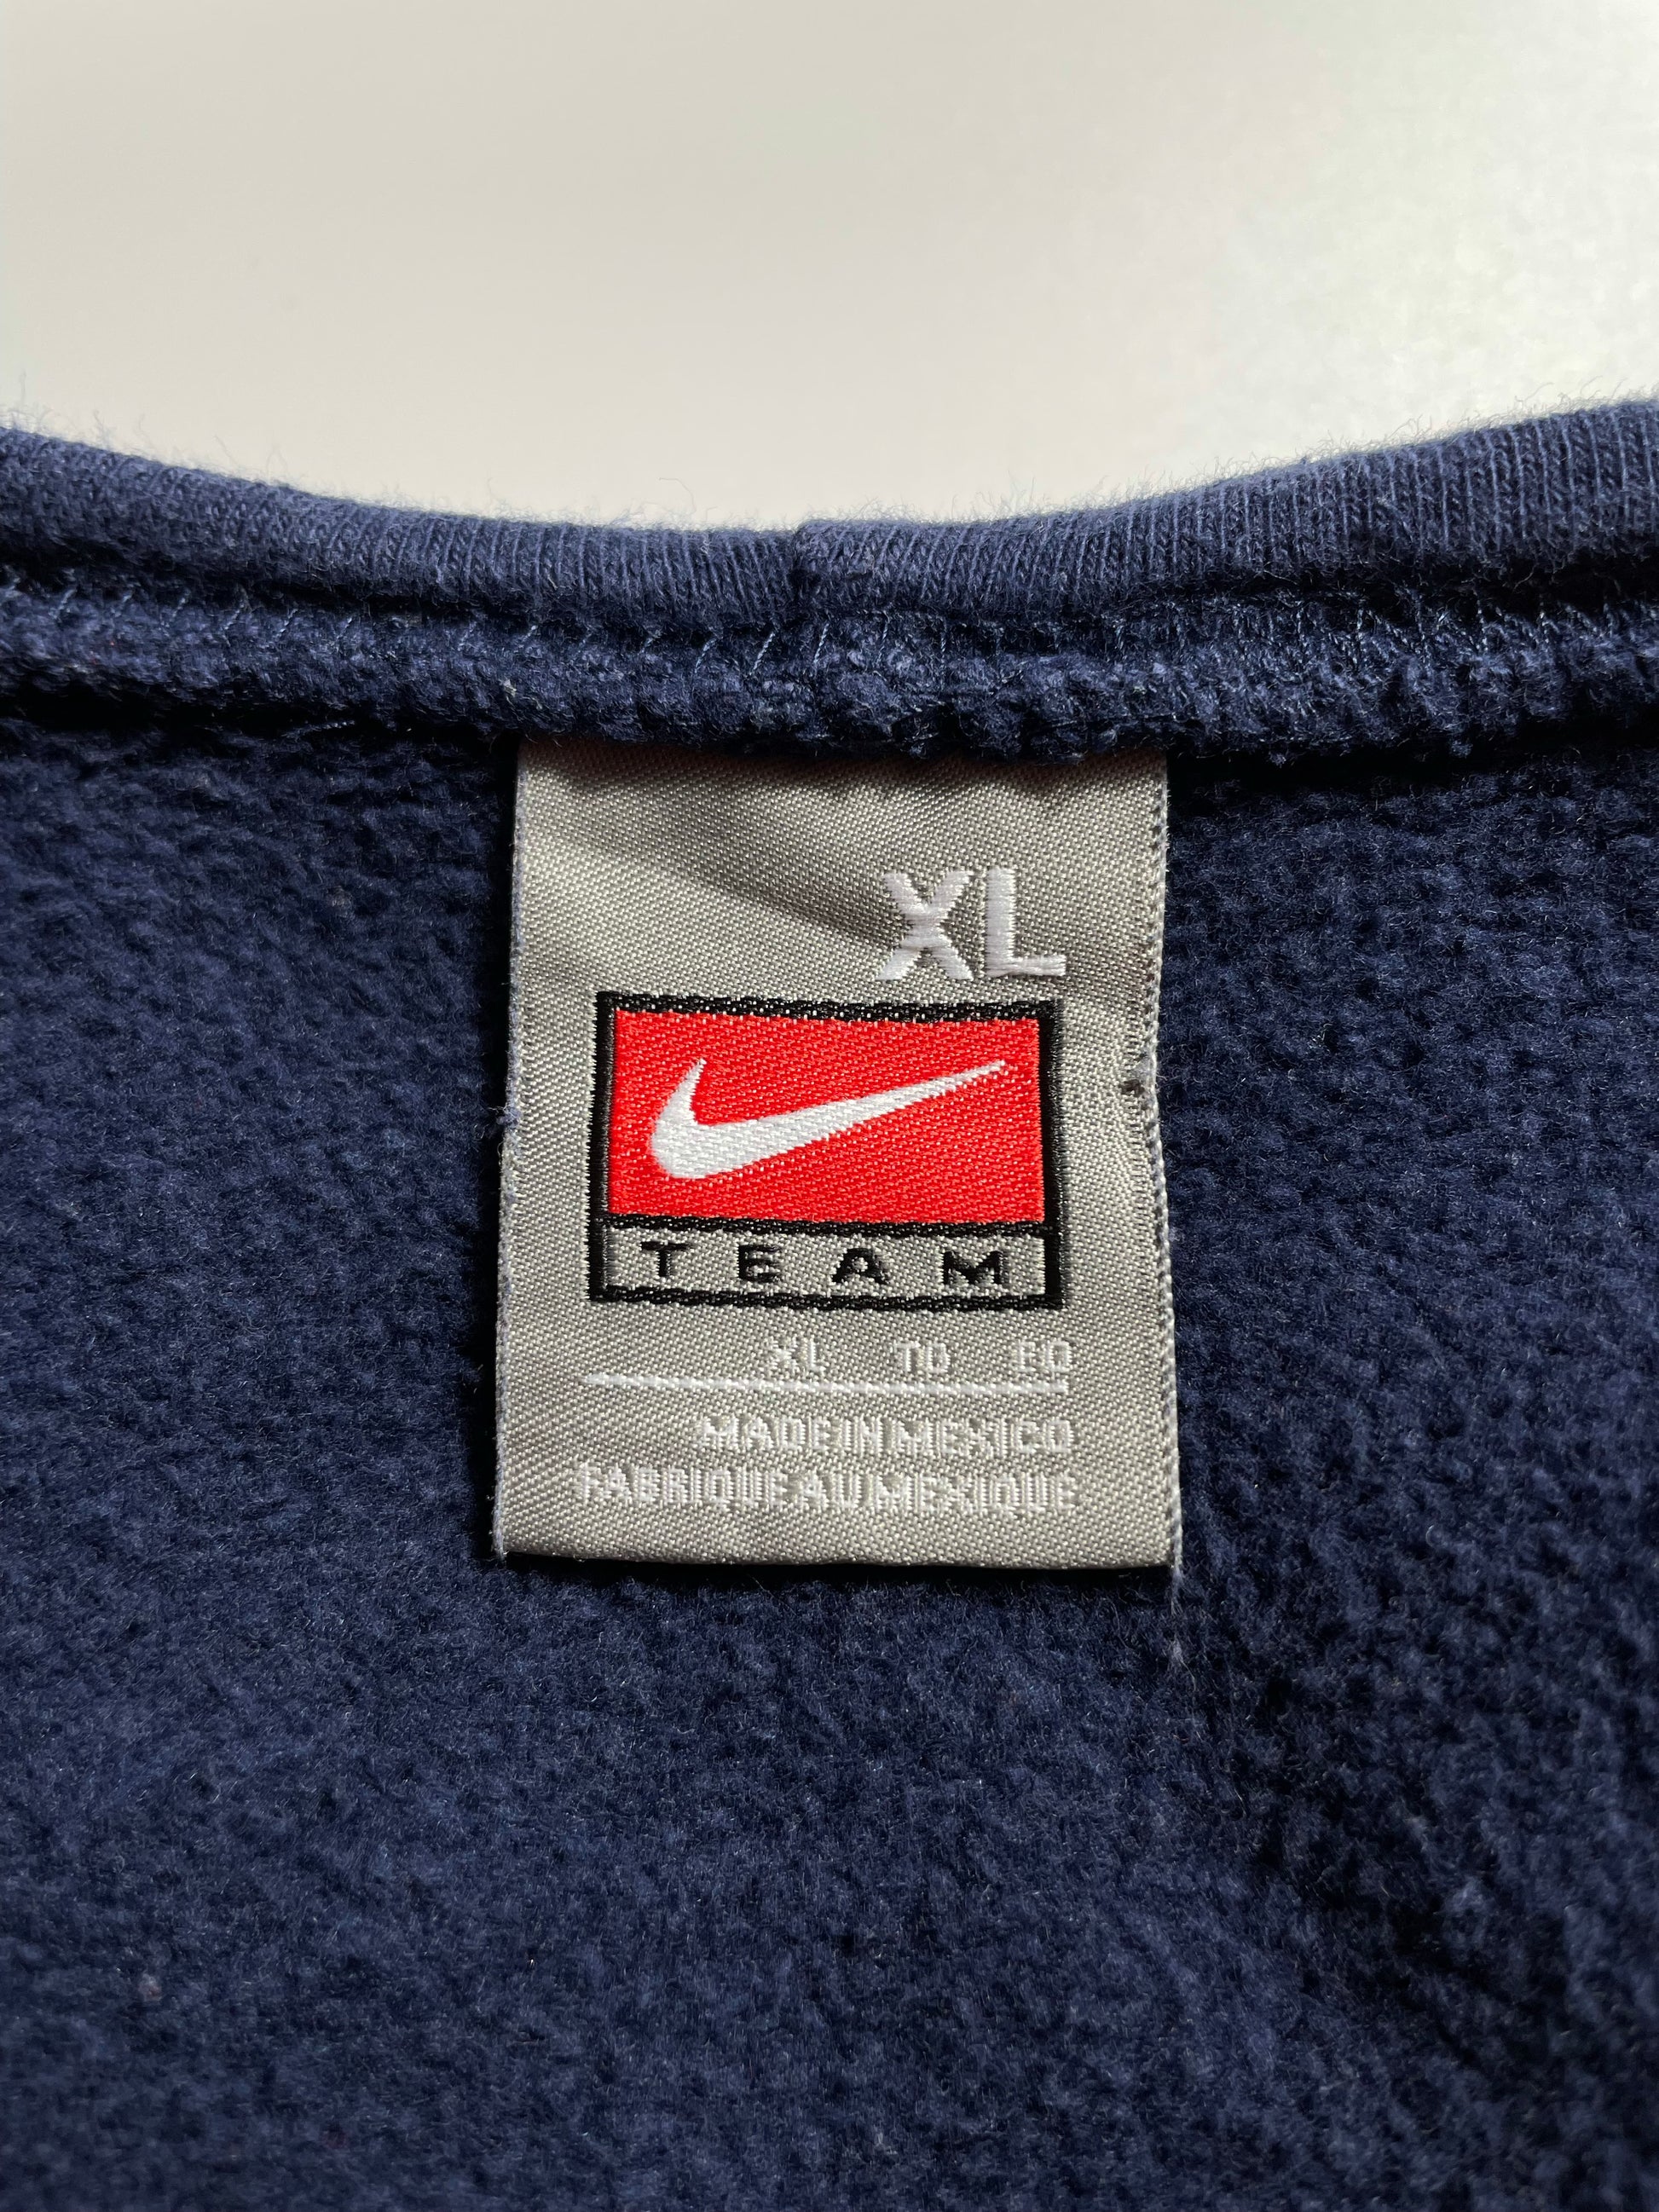 XL
TEAM
XL TG EG
MADE IN MEXICO
FABRIQUE AU MEXIQUE